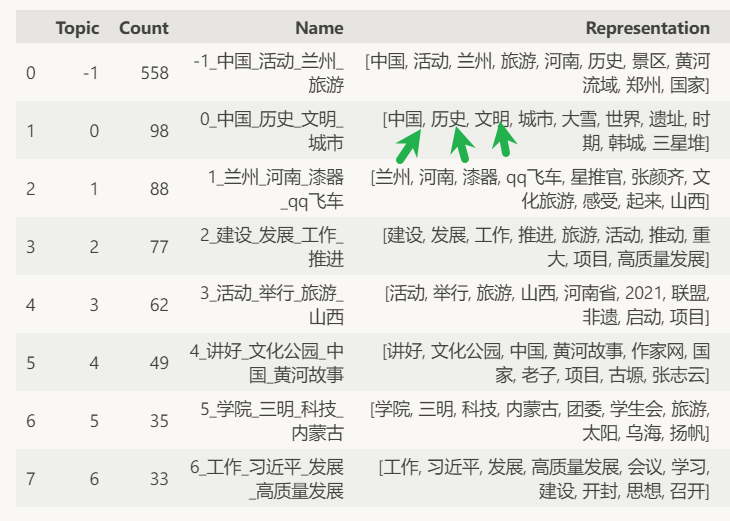 Topic Count Name Representation
0 -1 558 -1_中国_活动_兰州_ [中国, 活动, 兰州, 旅游, 河南, 历史, 景区, 黄河
旅游 流域, 郑州, 国家]
1 0 98 0_中国_历史_文明_ [中国, 历史, 文明, 城市, 大雪, 世界, 遗址, 时
城市 期, 韩城, 三星堆]
2 1 88 1_兰州_河南_漆器 [兰州, 河南, 漆器, qq飞车, 星推官, 张颜齐, 文
_qq飞车 化旅游, 感受, 起来, 山西]
3 2 77 2_建设_发展_工作_ [建设, 发展, 工作, 推进, 旅游, 活动, 推动, 重
推进 大, 项目, 高质量发展]
4 3 62 3_活动_举行_旅游_ [活动, 举行, 旅游, 山西, 河南省, 2021, 联盟,
山西 非遗, 启动, 项目]
5 4 49 4_讲好_文化公园_中 [讲好, 文化公园, 中国, 黄河故事, 作家网, 国
国_黄河故事 家, 老子, 项目, 古塬, 张志云]
6 5 35 5_学院_三明_科技_ [学院, 三明, 科技, 内蒙古, 团委, 学生会, 旅游,
内蒙古 太阳, 乌海, 扬帆]
7 6 33 6_工作_习近平_发展 [工作, 习近平, 发展, 高质量发展, 会议, 学习,
_高质量发展 建设, 开封, 思想, 召开]